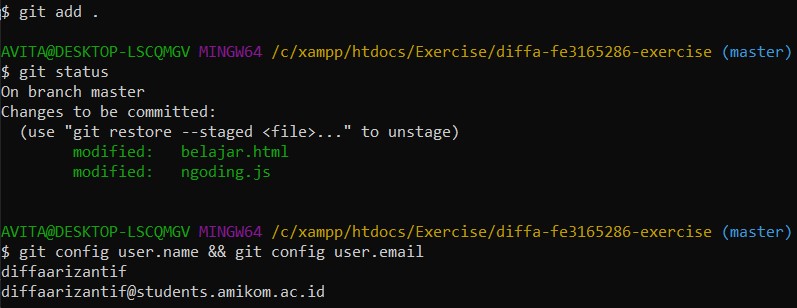 $ git add .
AVITA@DESKTOP-LSCQMGV MINGW64 /c/xampp/htdocs/Exercise/diffa-fe3165286-exercise (master)
$ git status
On branch master
Changes to be committed:
  (use "git restore --staged <file>..." to unstage)
        modified:   belajar.html
        modified:   ngoding.js
AVITA@DESKTOP-LSCQMGV MINGW64 /c/xampp/htdocs/Exercise/diffa-fe3165286-exercise (master)
$ git config user.name && git config user.email
diffaarizantif
diffaarizantif@students.amikom.ac.id